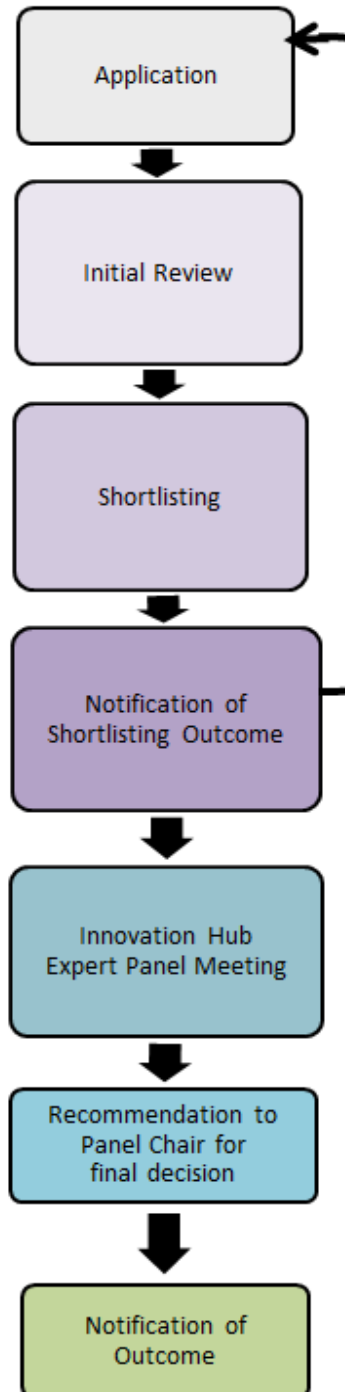 Application
Initial Review
Shortlisting
Notification of
Shortlisting Outcome
Innovation Hub
Expert Panel Meeting
Recommendation to
Panel Chair for
final decision
Notification of
Outcome